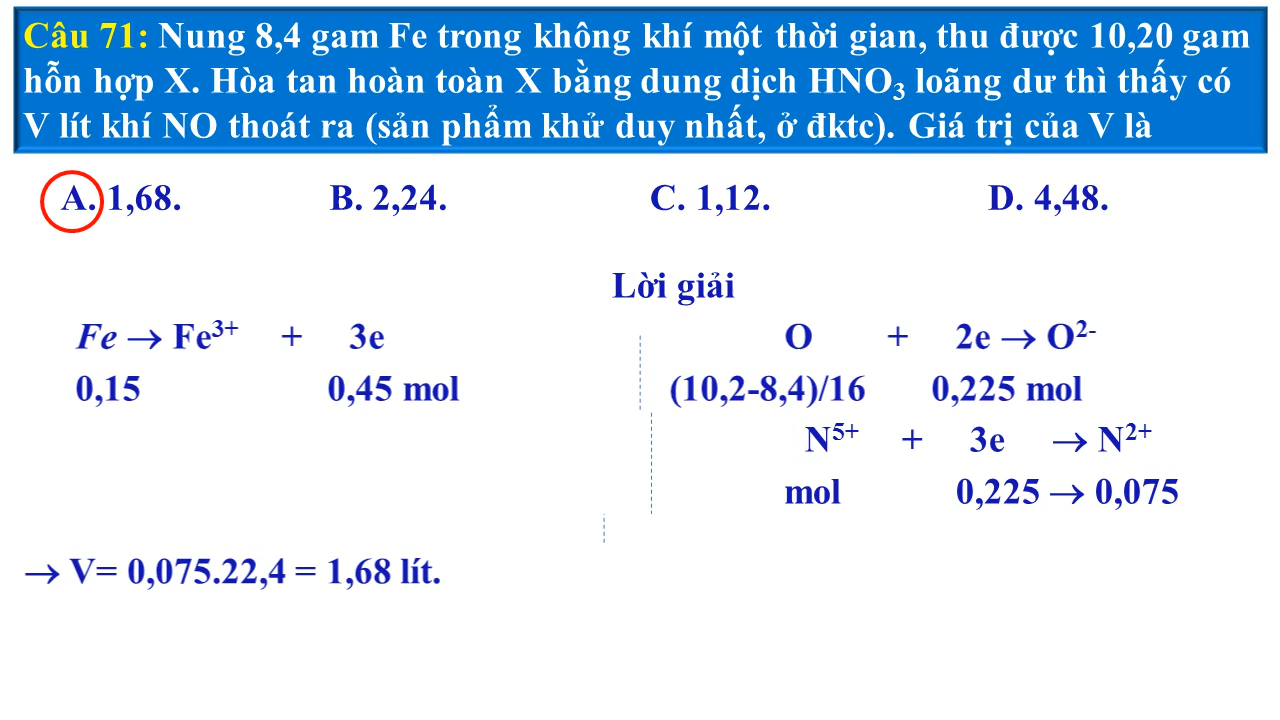 Câu 71: Nung 8,4 gam Fe trong không khí một thời gian, thu được 10,20 gam
hỗn hợp X. Hòa tan hoàn toàn X bằng dung dịch HNO₃ loãng dư thì thấy có
V lít khí NO thoát ra (sản phẩm khử duy nhất, ở đktc). Giá trị của V là
A. 1,68. B. 2,24. C. 1,12. D. 4,48.
Lời giải
Fe → Fe³⁺ + 3e O + 2e → O²⁻
0,15 0,45 mol (10,2-8,4)/16 0,225 mol
N⁵⁺ + 3e → N²⁺
mol 0,225 → 0,075
→ V= 0,075.22,4 = 1,68 lít.